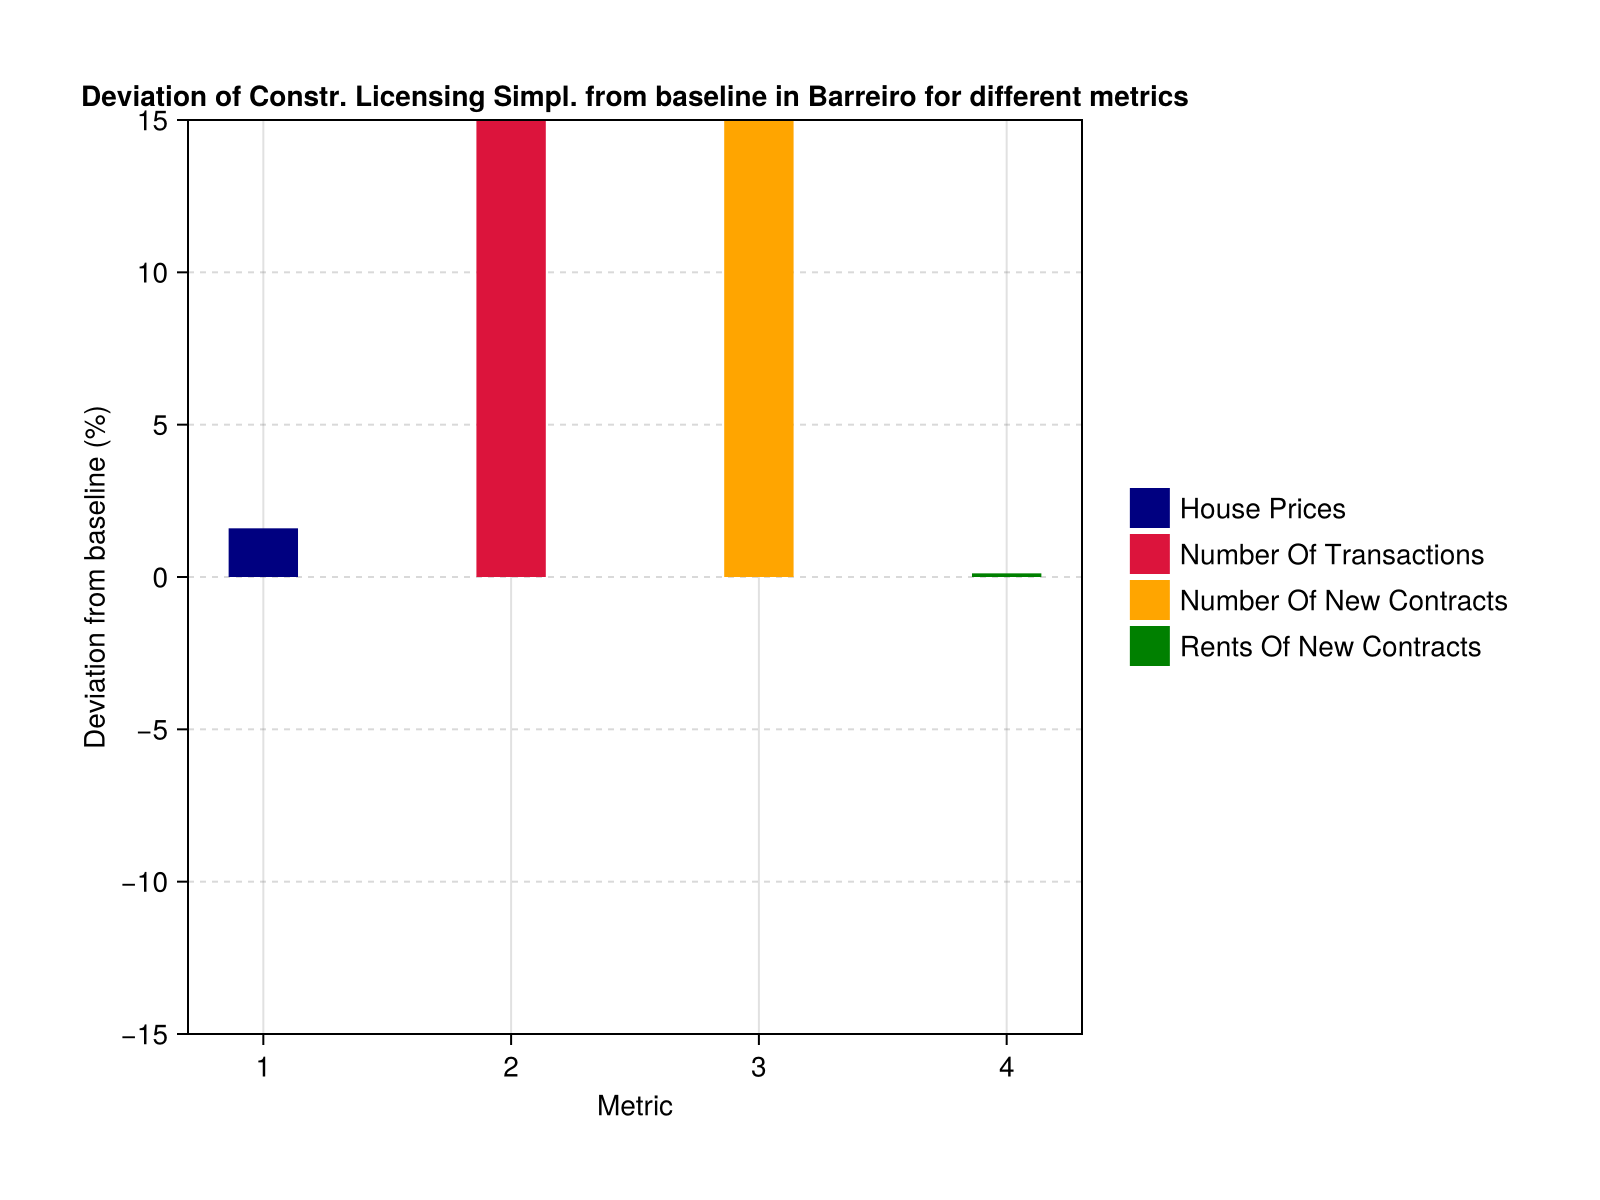 Deviation of Constr. Licensing Simpl. from baseline in Barreiro for different metrics
15
10
5
0
−5
−10
−15
Deviation from baseline (%)
1
2
3
4
Metric
House Prices
Number Of Transactions
Number Of New Contracts
Rents Of New Contracts